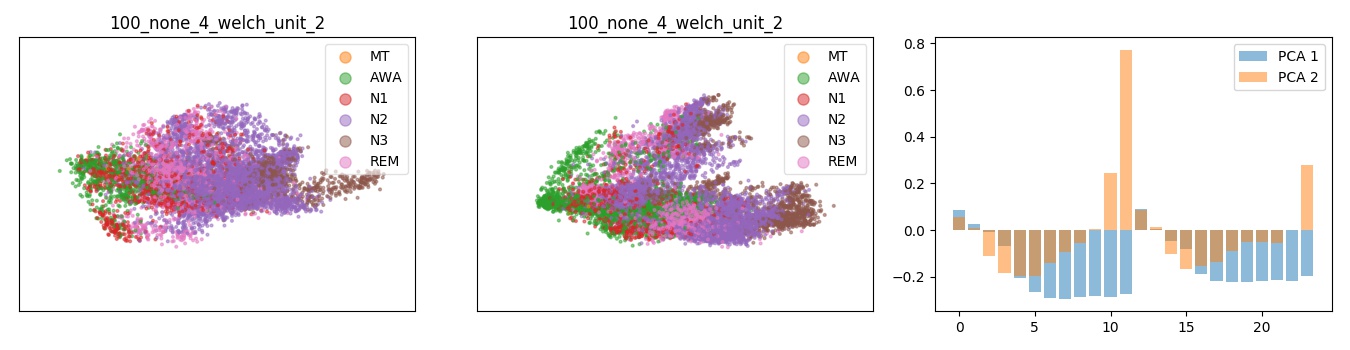 100_none_4_welch_unit_2
MT
AWA
N1
N2
N3
REM
100_none_4_welch_unit_2
MT
AWA
N1
N2
N3
REM
PCA 1
PCA 2
0.8
0.6
0.4
0.2
0.0
−0.2
0 5 10 15 20